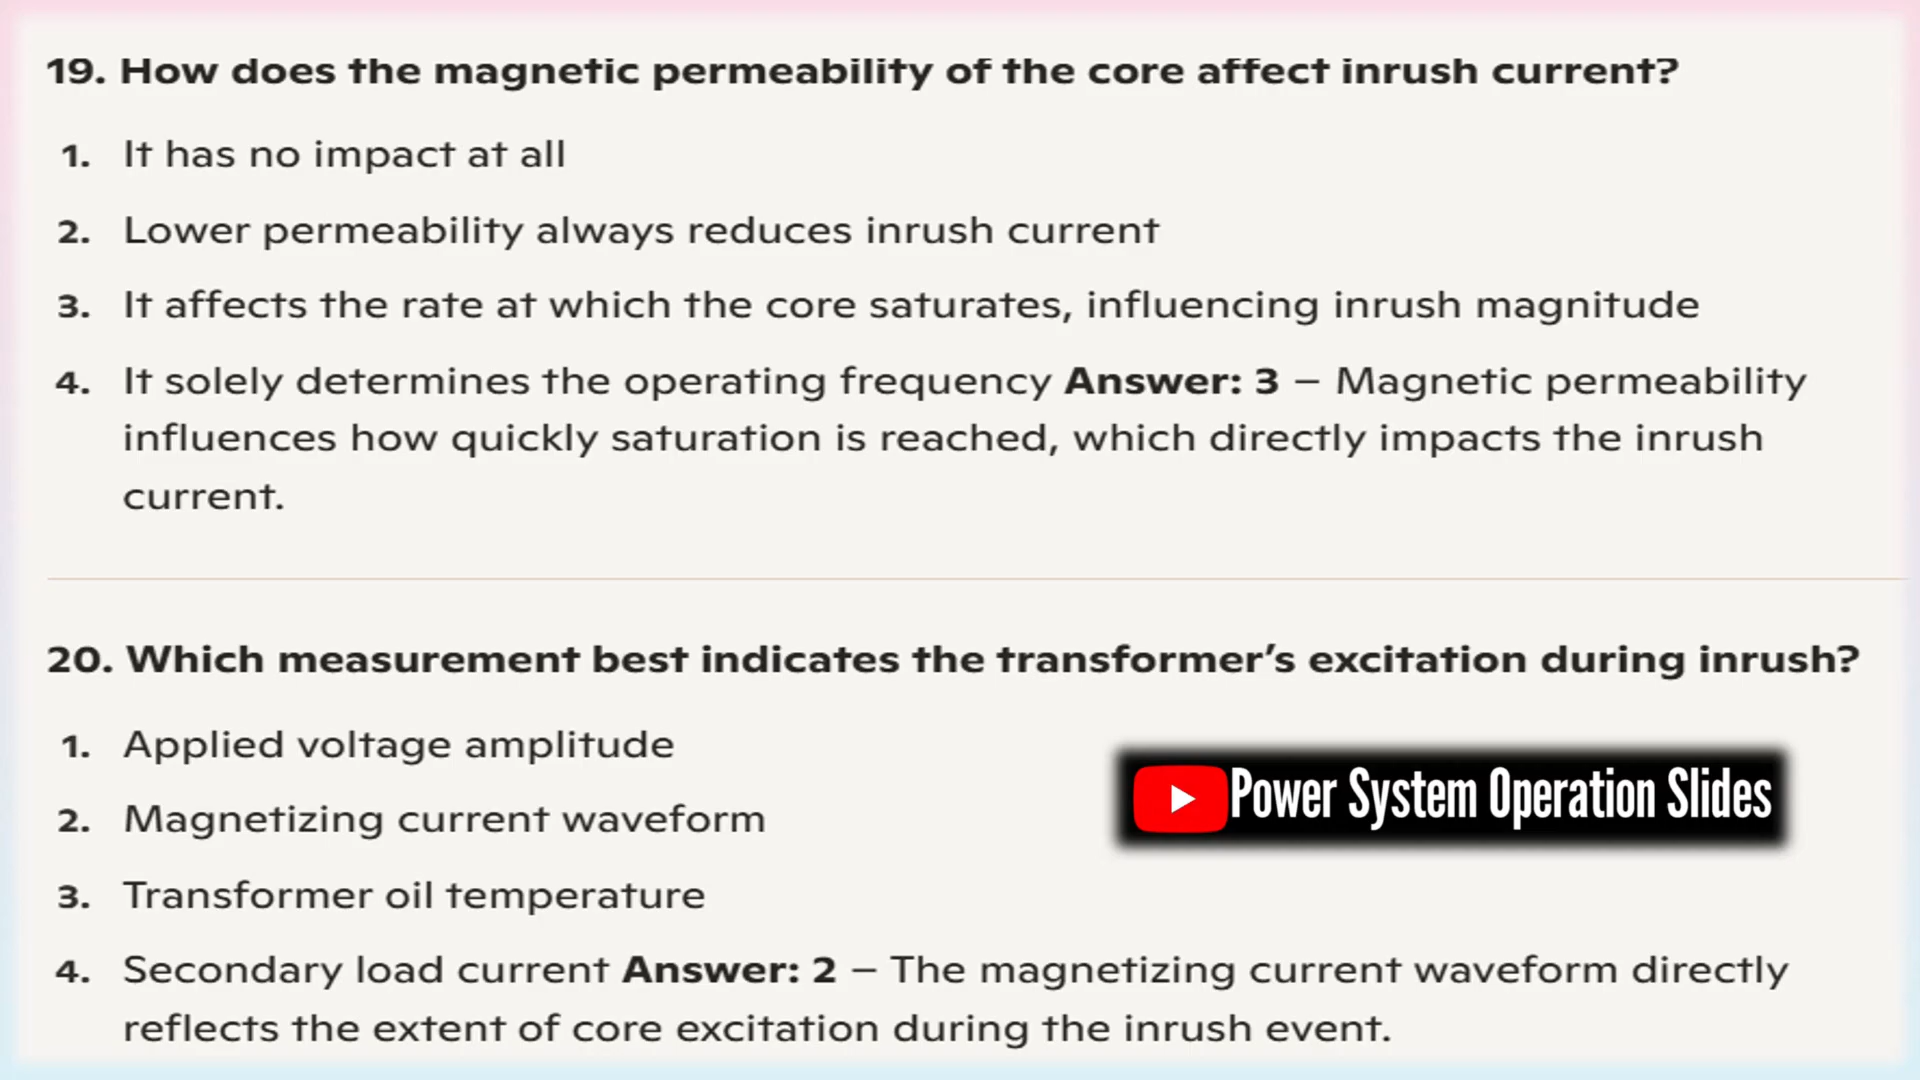 19. How does the magnetic permeability of the core affect inrush current?
1. It has no impact at all
2. Lower permeability always reduces inrush current
3. It affects the rate at which the core saturates, influencing inrush magnitude
4. It solely determines the operating frequency Answer: 3 – Magnetic permeability
influences how quickly saturation is reached, which directly impacts the inrush
current.
20. Which measurement best indicates the transformer’s excitation during inrush?
1. Applied voltage amplitude
2. Magnetizing current waveform
Power System Operation Slides
3. Transformer oil temperature
4. Secondary load current Answer: 2 – The magnetizing current waveform directly
reflects the extent of core excitation during the inrush event.